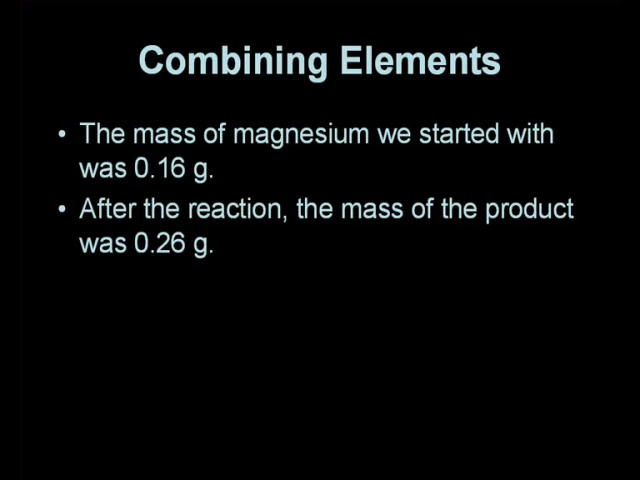 Combining Elements
• The mass of magnesium we started with
was 0.16 g.
• After the reaction, the mass of the product
was 0.26 g.